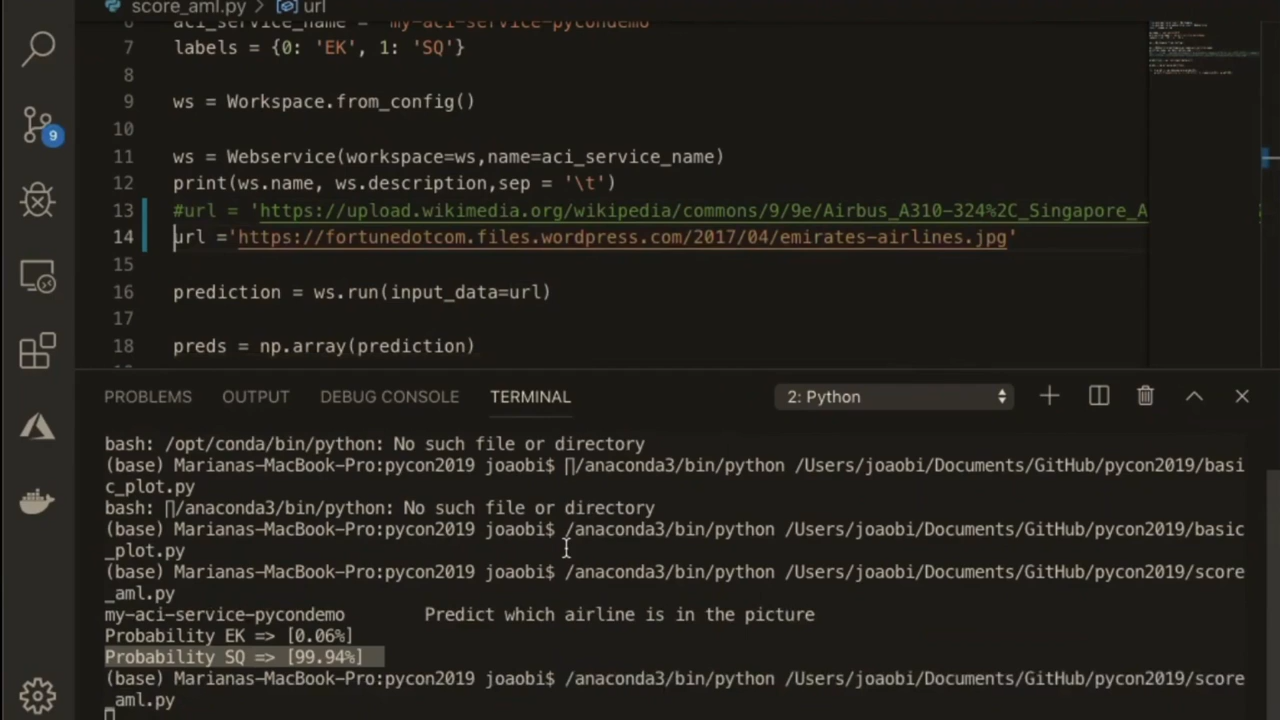 score_aml.py > url
6 aci_service_name = 'my-aci-service-pycondemo'
7 labels = {0: 'EK', 1: 'SQ'}
8
9 ws = Workspace.from_config()
10
11 ws = Webservice(workspace=ws,name=aci_service_name)
12 print(ws.name, ws.description,sep = '\t')
13 #url = 'https://upload.wikimedia.org/wikipedia/commons/9/9e/Airbus_A310-324%2C_Singapore_A
14 url ='https://fortunedotcom.files.wordpress.com/2017/04/emirates-airlines.jpg'
15
16 prediction = ws.run(input_data=url)
17
18 preds = np.array(prediction)
9
PROBLEMS OUTPUT DEBUG CONSOLE TERMINAL 2: Python
bash: /opt/conda/bin/python: No such file or directory
(base) Marianas-MacBook-Pro:pycon2019 joaobi$ /anaconda3/bin/python /Users/joaobi/Documents/GitHub/pycon2019/basi
c_plot.py
bash: /anaconda3/bin/python: No such file or directory
(base) Marianas-MacBook-Pro:pycon2019 joaobi$ /anaconda3/bin/python /Users/joaobi/Documents/GitHub/pycon2019/basic
_plot.py
(base) Marianas-MacBook-Pro:pycon2019 joaobi$ /anaconda3/bin/python /Users/joaobi/Documents/GitHub/pycon2019/score
_aml.py
my-aci-service-pycondemo Predict which airline is in the picture
Probability EK => [0.06%]
Probability SQ => [99.94%]
(base) Marianas-MacBook-Pro:pycon2019 joaobi$ /anaconda3/bin/python /Users/joaobi/Documents/GitHub/pycon2019/score
_aml.py